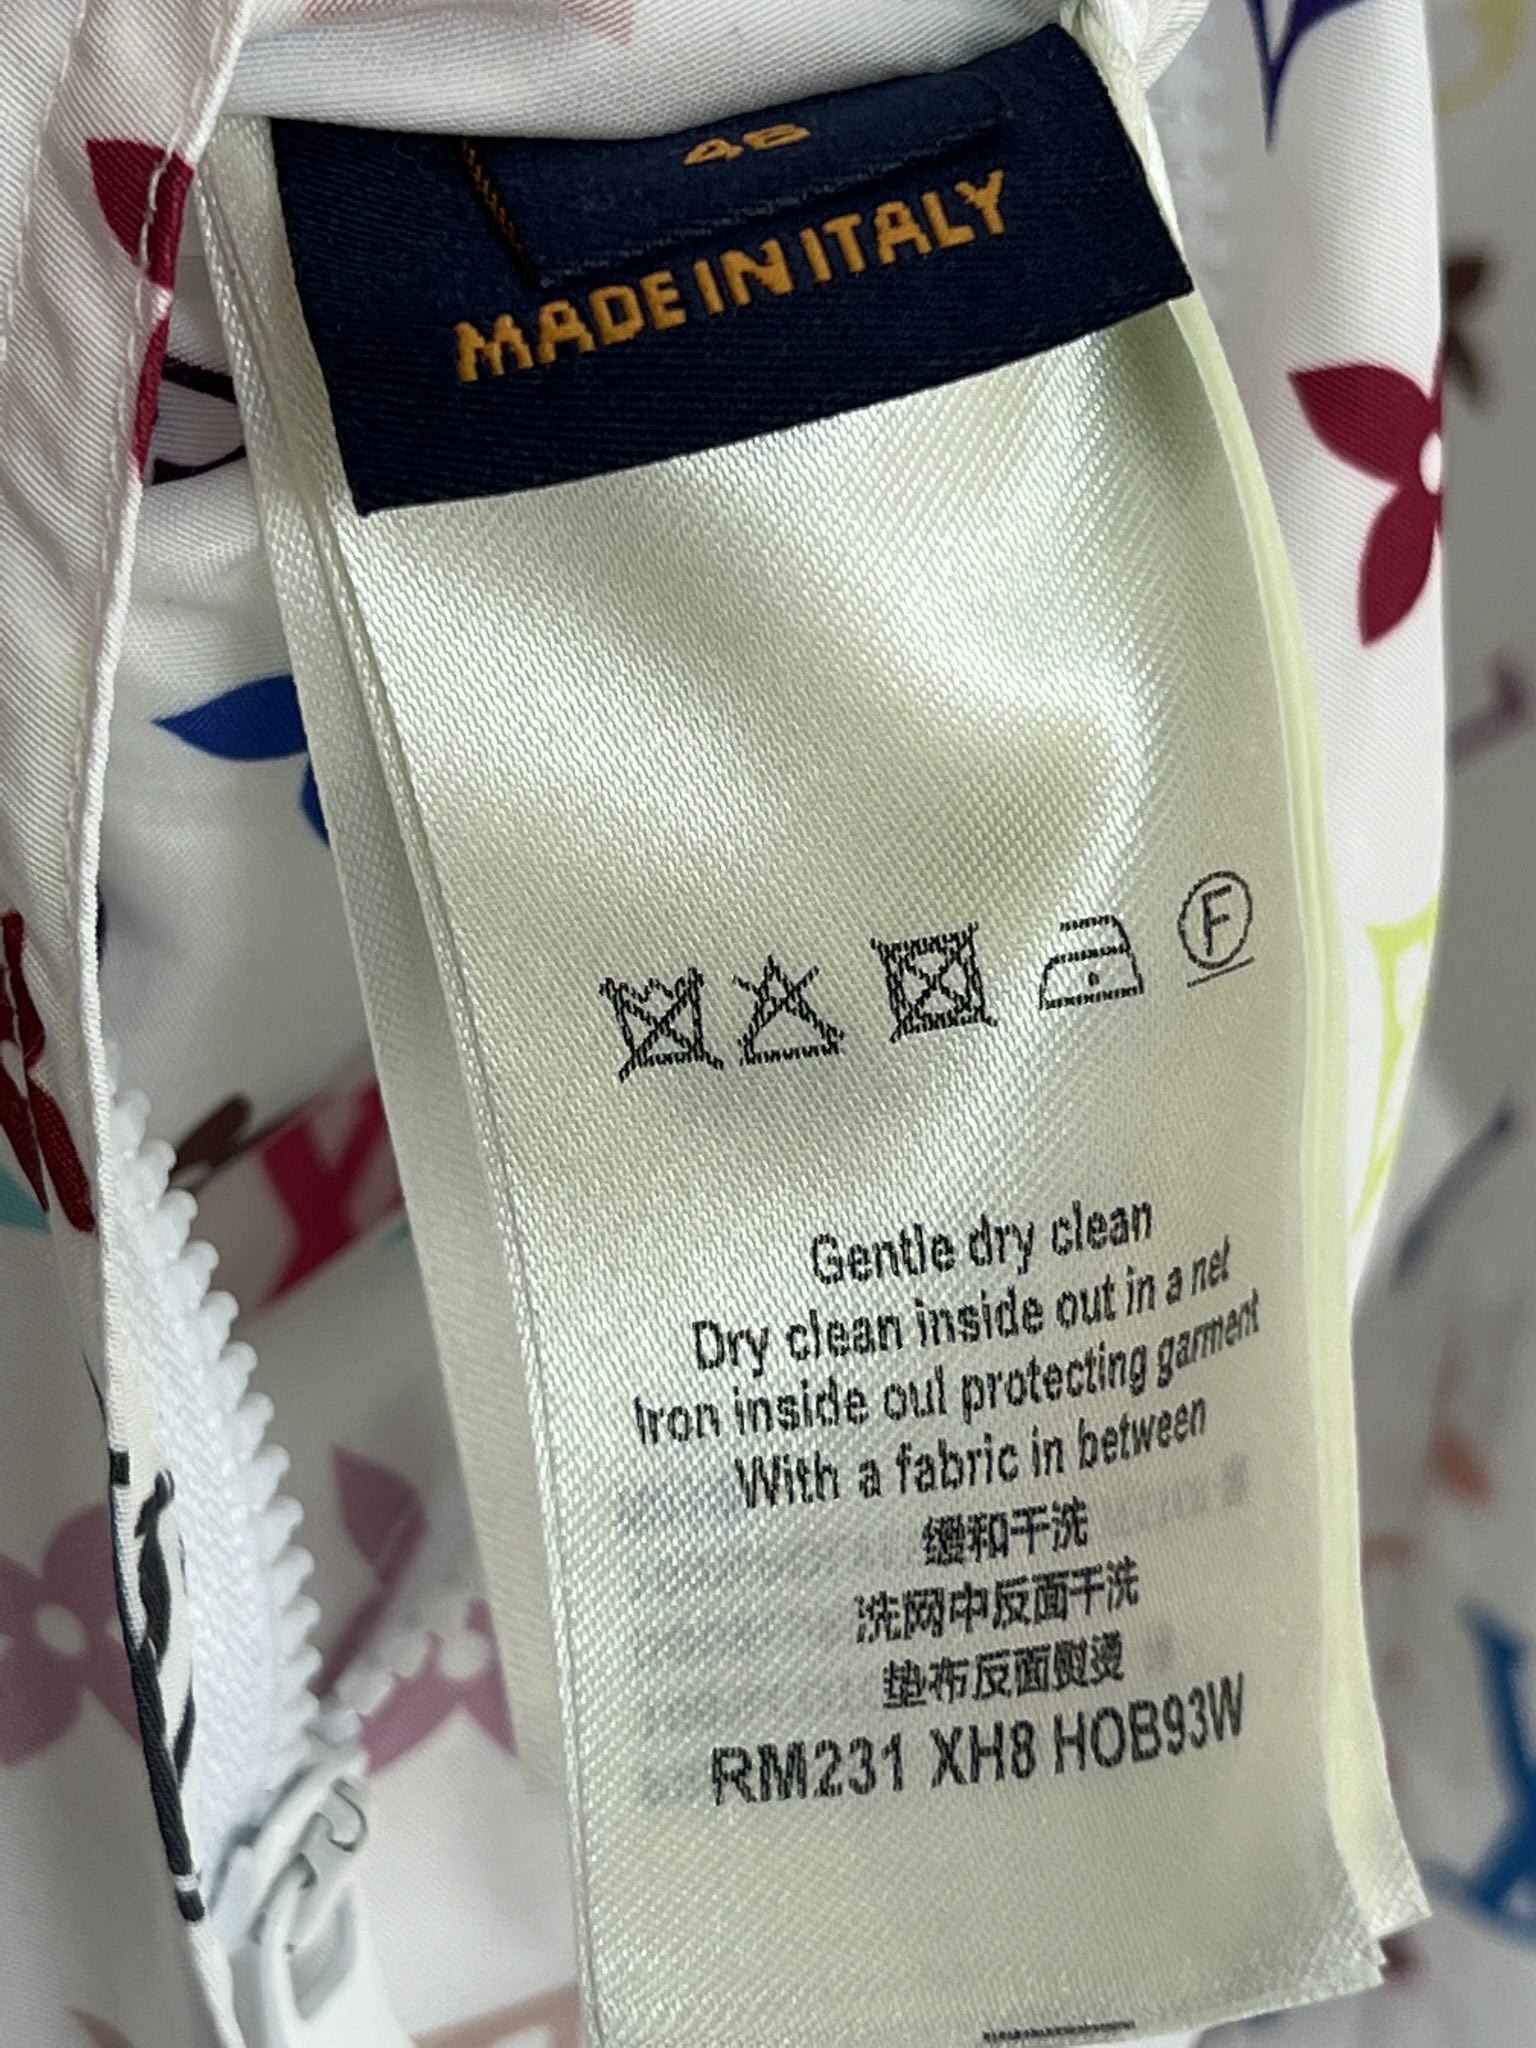 46
MADE IN ITALY
F
Gentle dry clean
Dry clean inside out in a net
Iron inside out protecting garment
With a fabric in between
缓和干洗
洗网中反面干洗
垫布反面熨烫
RM231 XH8 HOB93W